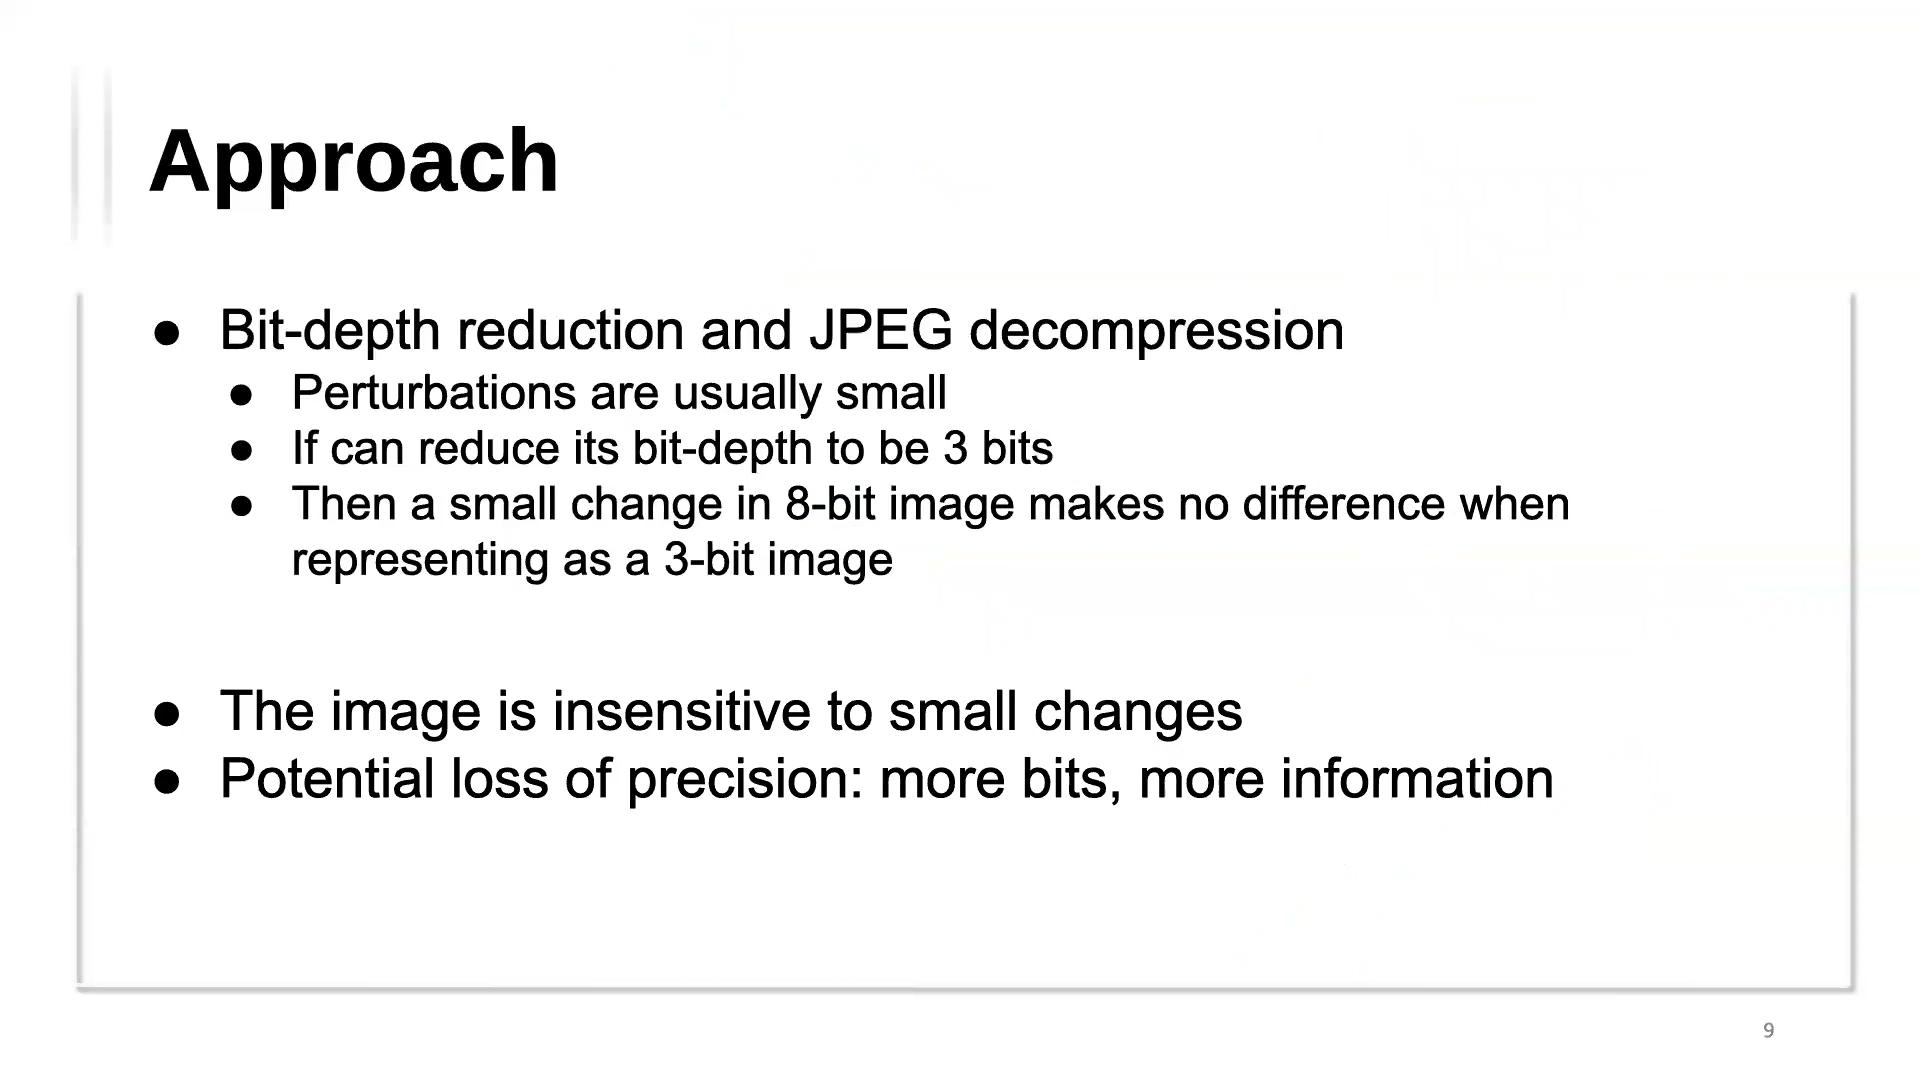 Approach
● Bit-depth reduction and JPEG decompression
● Perturbations are usually small
● If can reduce its bit-depth to be 3 bits
● Then a small change in 8-bit image makes no difference when
representing as a 3-bit image
● The image is insensitive to small changes
● Potential loss of precision: more bits, more information
9